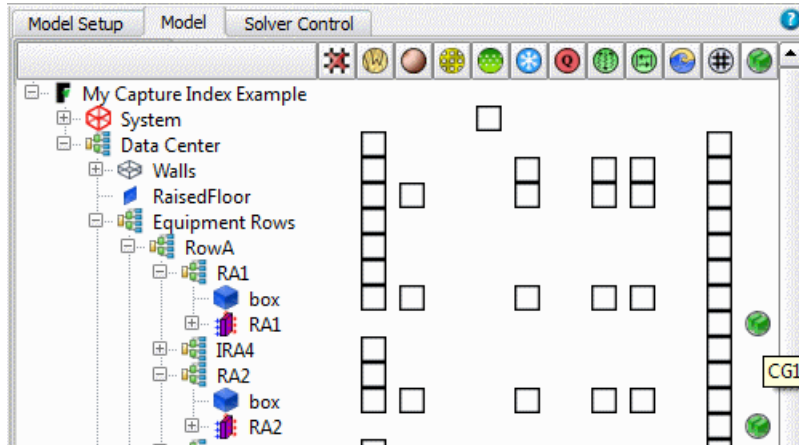 Model Setup Model Solver Control ?
W Q #
F My Capture Index Example
System
Data Center
Walls
RaisedFloor
Equipment Rows
RowA
RA1
box
RA1
IRA4
CG1
RA2
box
RA2